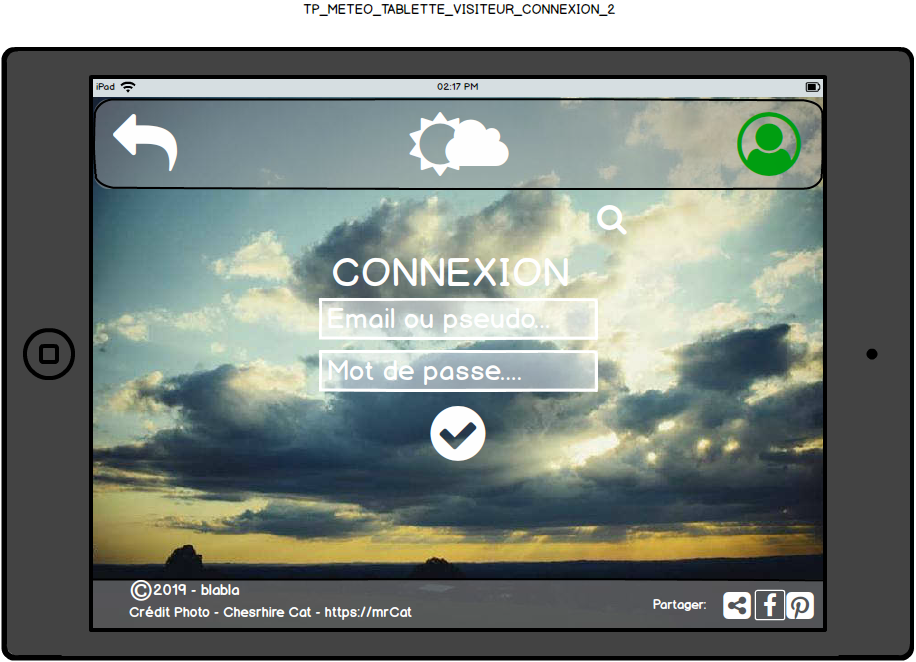 TP_METEO_TABLETTE_VISITEUR_CONNEXION_2
iPad 02:17 PM
CONNEXION
Email ou pseudo...
Mot de passe....
©2019 - blabla
Crédit Photo - Chesrhire Cat - https://mrCat
Partager: